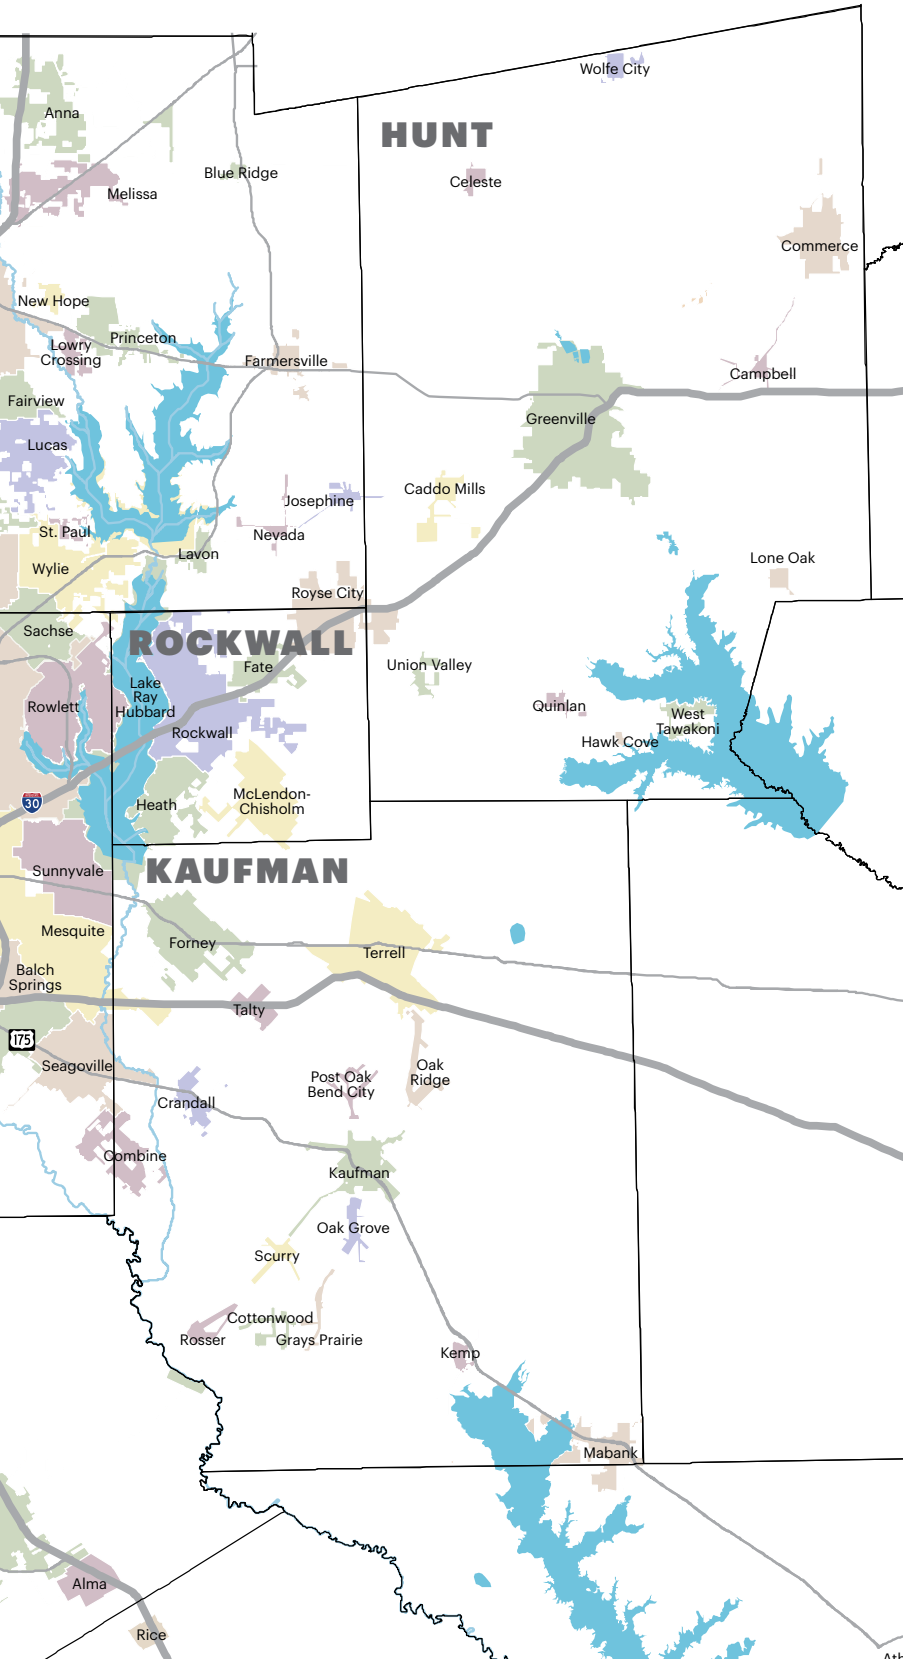 Wolfe City
Anna
HUNT
Blue Ridge
Celeste
Melissa
Commerce
New Hope
Princeton
Lowry
Crossing
Farmersville
Campbell
Fairview
Greenville
Lucas
Caddo Mills
Josephine
St. Paul
Nevada
Lavon
Lone Oak
Wylie
Royse City
Sachse
ROCKWALL
Fate
Union Valley
Lake
Ray
Hubbard
Rowlett
Quinlan
West
Tawakoni
Rockwall
Hawk Cove
30
Heath
McLendon-
Chisholm
Sunnyvale
KAUFMAN
Mesquite
Forney
Terrell
Balch
Springs
Talty
175
Seagoville
Oak
Ridge
Post Oak
Bend City
Crandall
Combine
Kaufman
Oak Grove
Scurry
Cottonwood
Rosser
Grays Prairie
Kemp
Mabank
Alma
Rice